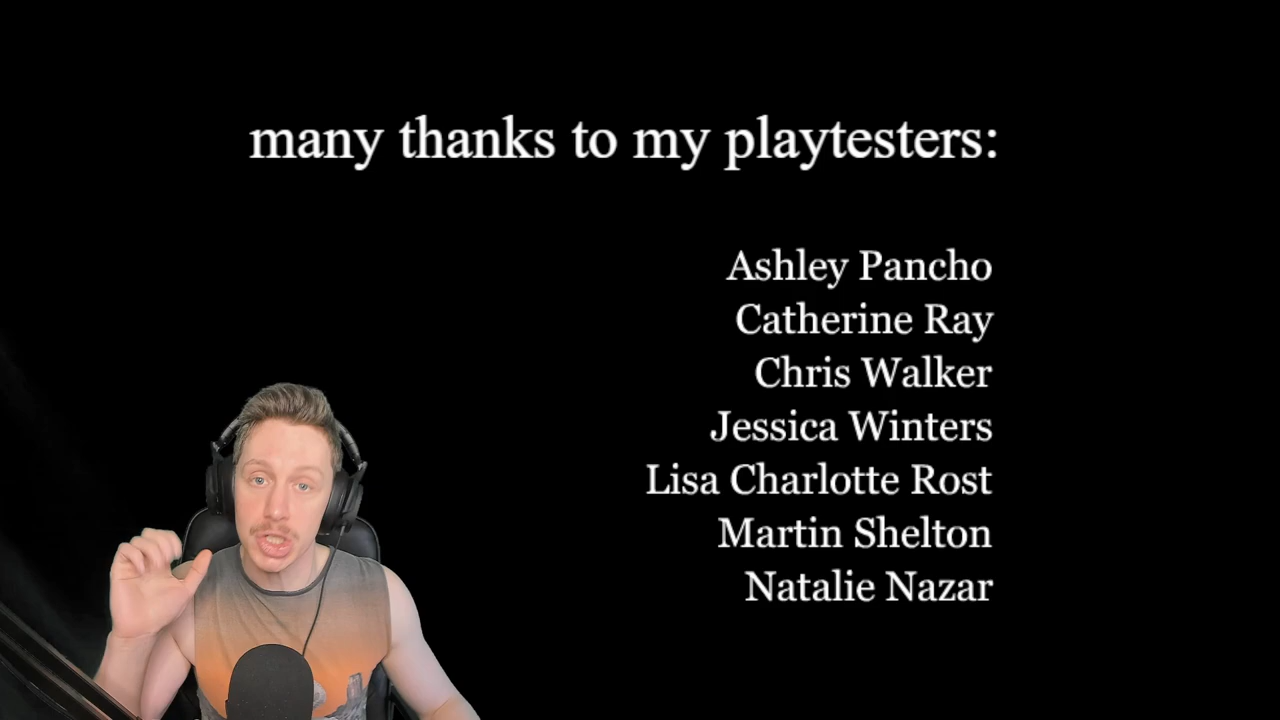 many thanks to my playtesters:
Ashley Pancho
Catherine Ray
Chris Walker
Jessica Winters
Lisa Charlotte Rost
Martin Shelton
Natalie Nazar